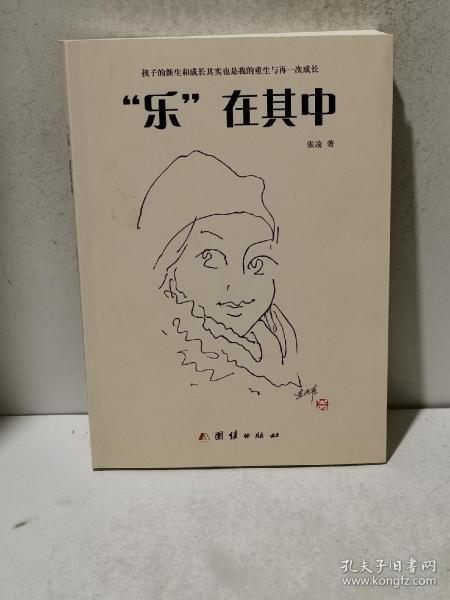 孩子的新生和成长其实也是我的重生与再一次成长
“乐”在其中
张凌 著
团结出版社
孔夫子旧书网
www.kongfz.com